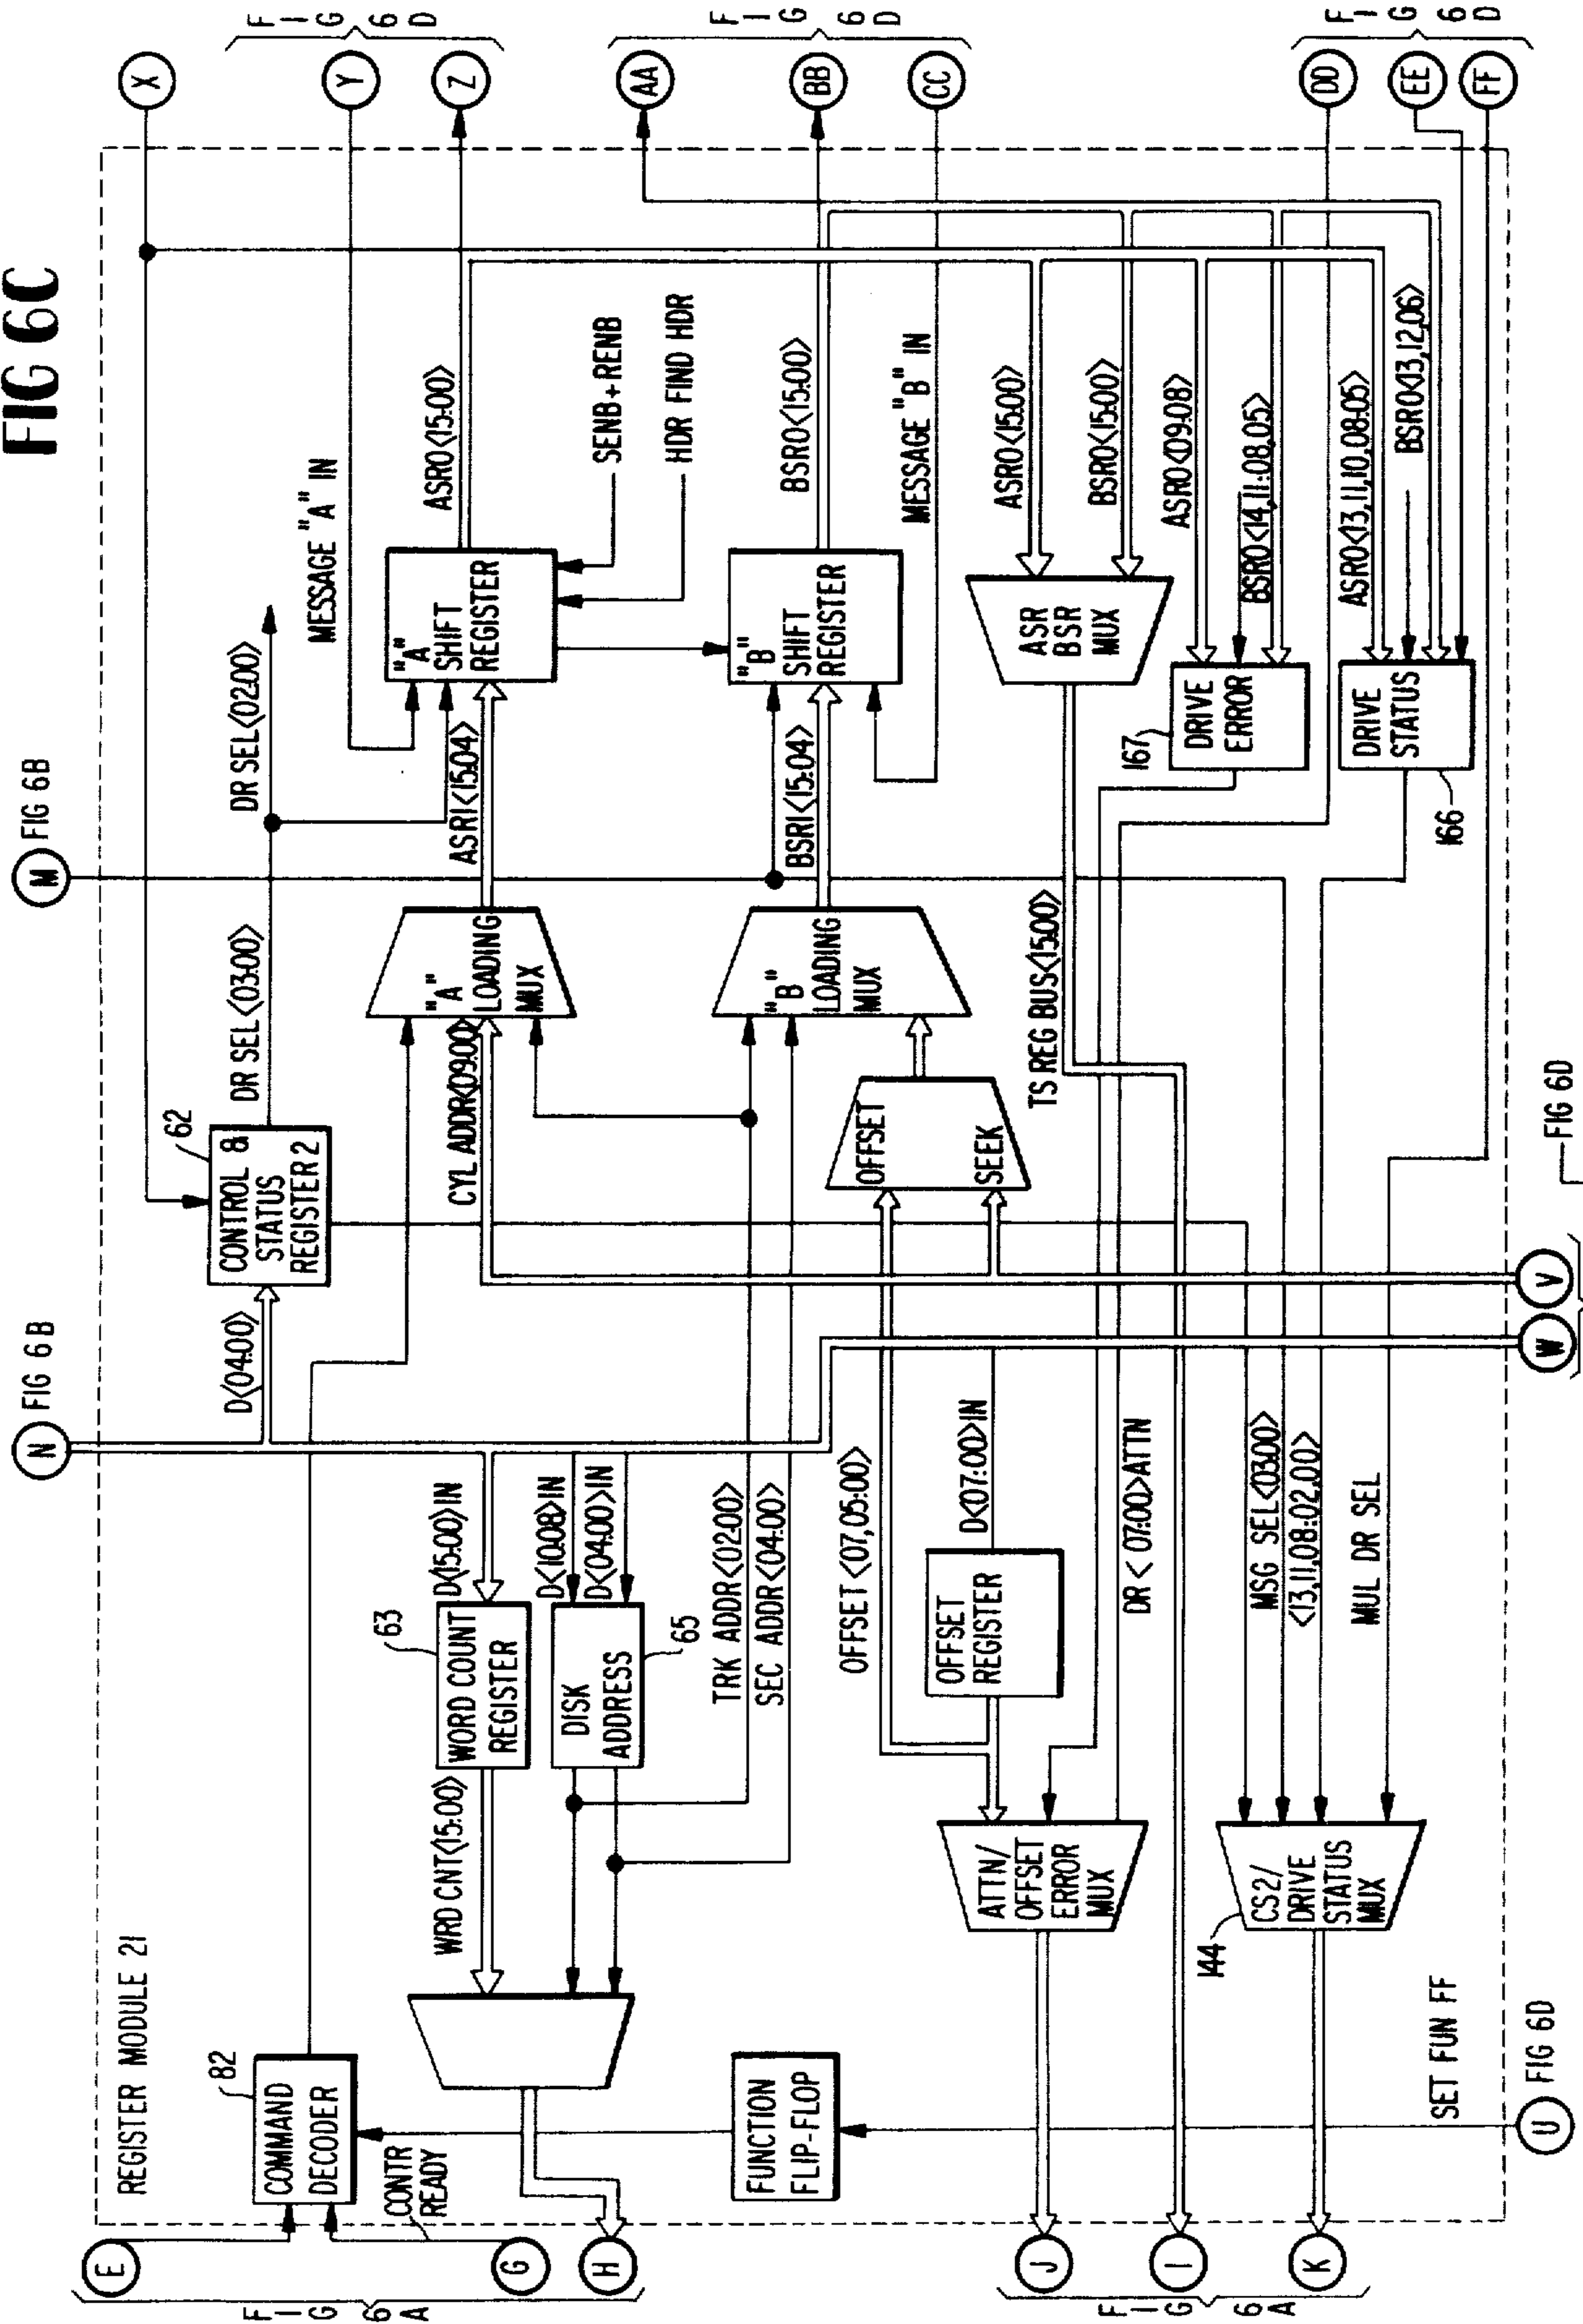 FIG 6C
M FIG 6B
N FIG 6B
X
FIG 6D
Y
Z
FIG 6D
AA
BB
CC
FIG 6D
DD
EE
FF
REGISTER MODULE 21
82
COMMAND
DECODER
CONTR
READY
E
G
H
FIG 6A
D<04:00>
62
CONTROL &
STATUS
REGISTER 2
DR SEL<03:00>
DR SEL<02:00>
MESSAGE "A" IN
WRD CNT<15:00>
63
WORD COUNT
REGISTER
D<15:00>IN
CYL ADDR<09:00>
"A"
LOADING
MUX
ASRI<15:04>
"A"
SHIFT
REGISTER
ASRO<15:00>
SENB+RENB
HDR FIND HDR
DISK
ADDRESS
65
D<10:08>IN
D<04:00>IN
TRK ADDR<02:00>
SEC ADDR<04:00>
"B"
LOADING
MUX
BSRI<15:04>
"B"
SHIFT
REGISTER
BSRO<15:00>
MESSAGE "B" IN
FUNCTION
FLIP-FLOP
OFFSET<07,05:00>
OFFSET
SEEK
OFFSET
REGISTER
D<07:00>IN
TS REG BUS<15:00>
ASR
BSR
MUX
ASRO<15:00>
BSRO<15:00>
ATTN/
OFFSET
ERROR
MUX
DR<07:00>ATTN
167
DRIVE
ERROR
ASRO<09:08>
BSRO<14,11:08,05>
144
CS2/
DRIVE
STATUS
MUX
MSG SEL<03:00>
<13,11,08:02,00>
MUL DR SEL
166
DRIVE
STATUS
ASRO<13,11,10,08:05>
BSRO<13,12,06>
J
I
K
FIG 6A
SET FUN FF
U FIG 6D
W
V
FIG 6D